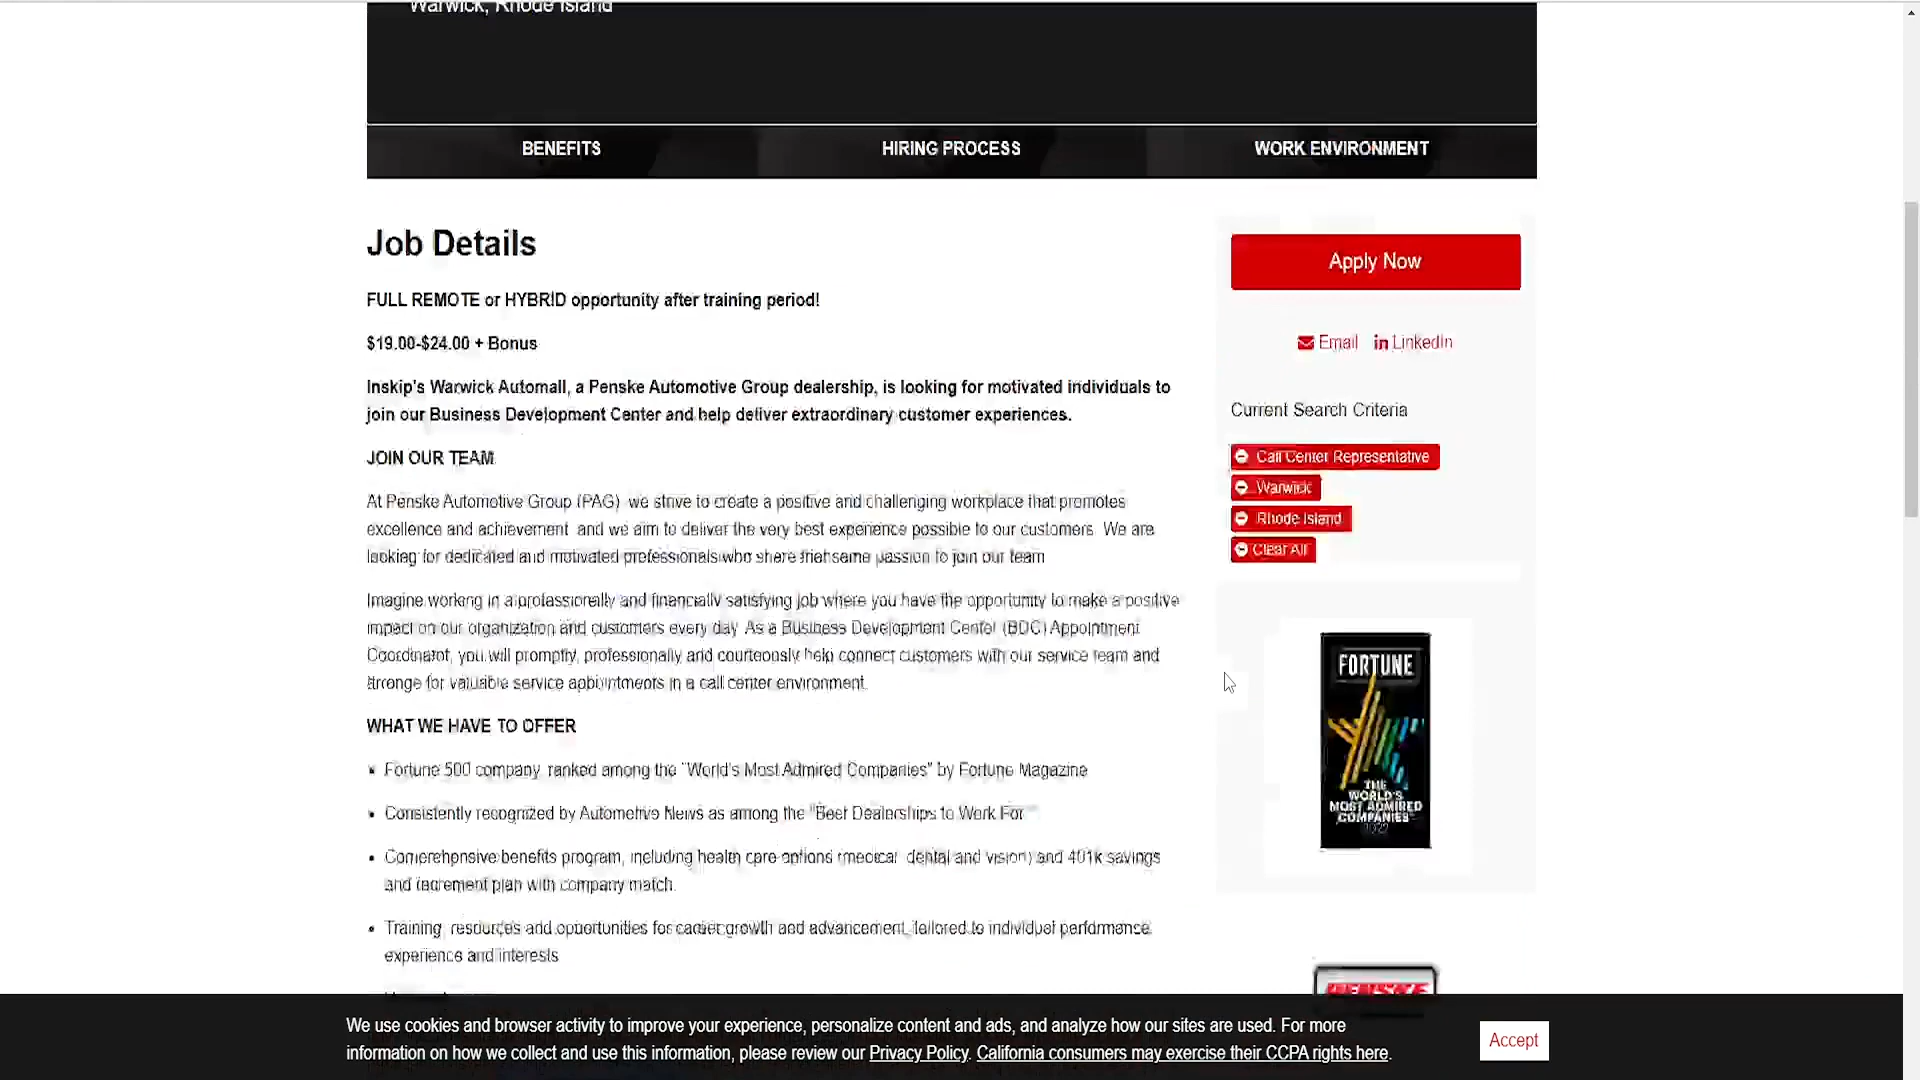 Warwick, Rhode Island
BENEFITS
HIRING PROCESS
WORK ENVIRONMENT
Job Details
FULL REMOTE or HYBRID opportunity after training period!
$19.00-$24.00 + Bonus
Inskip's Warwick Automall, a Penske Automotive Group dealership, is looking for motivated individuals to
join our Business Development Center and help deliver extraordinary customer experiences.
JOIN OUR TEAM
At Penske Automotive Group (PAG) we strive to create a positive and challenging workplace that promotes
excellence and achievement and we aim to deliver the very best experience possible to our customers We are
looking for dedicated and motivated professionals who share that same passion to join our team
Imagine working in a professionally and financially satisfying job where you have the opportunity to make a positive
impact on our organization and customers every day As a Business Development Center (BDC) Appointment
Coordinator, you will promptly, professionally and courteously help connect customers with our service team and
arrange for valuable service appointments in a call center environment.
WHAT WE HAVE TO OFFER
• Fortune 500 company ranked among the "World's Most Admired Companies" by Fortune Magazine
• Consistently recognized by Automotive News as among the "Best Dealerships to Work For"
• Comprehensive benefits program, including health care options (medical dental and vision) and 401k savings
and retirement plan with company match.
• Training resources and opportunities for career growth and advancement, tailored to individual performance
experience and interests
Apply Now
Email
in LinkedIn
Current Search Criteria
Call Center Representative
Warwick
Rhode Island
Clear All
FORTUNE
THE
WORLD'S
MOST ADMIRED
COMPANIES
2022
PENSKE
We use cookies and browser activity to improve your experience, personalize content and ads, and analyze how our sites are used. For more
information on how we collect and use this information, please review our Privacy Policy. California consumers may exercise their CCPA rights here.
Accept